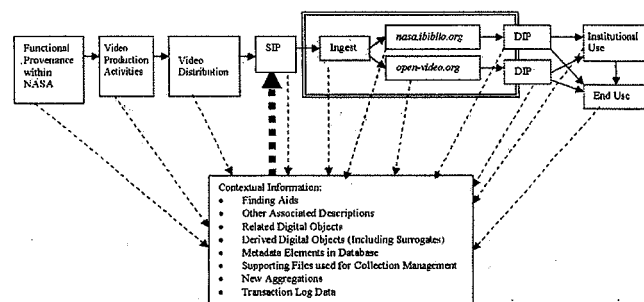 Functional
Provenance
within
NASA
Video
Production
Activities
Video
Distribution
SIP
Ingest
nasa.ibiblio.org
open-video.org
DIP
DIP
Institutional
Use
End Use
Contextual Information:
• Finding Aids
• Other Associated Descriptions
• Related Digital Objects
• Derived Digital Objects (Including Surrogates)
• Metadata Elements in Database
• Supporting Files used for Collection Management
• New Aggregations
• Transaction Log Data